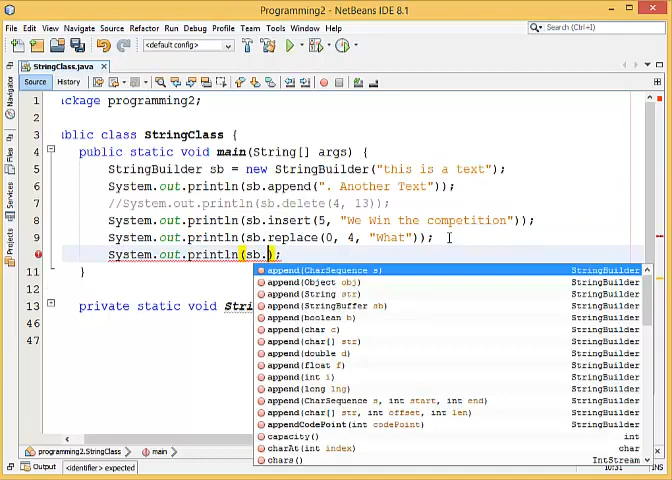 Programming2 - NetBeans IDE 8.1
File Edit View Navigate Source Refactor Run Debug Profile Team Tools Window Help
Search (Ctrl+I)
<default config>
StringClass.java
Source History
Navigator
Files
Services
Projects
1 ckage programming2;
2
3 blic class StringClass {
4 public static void main(String[] args) {
5 StringBuilder sb = new StringBuilder("this is a text");
6 System.out.println(sb.append(". Another Text"));
7 //System.out.println(sb.delete(4, 13));
8 System.out.println(sb.insert(5, "We Win the competition"));
9 System.out.println(sb.replace(0, 4, "What"));
System.out.println(sb.);
11 }
12
13 private static void Stri
46
47
append(CharSequence s) StringBuilder
append(Object obj) StringBuilder
append(String str) StringBuilder
append(StringBuffer sb) StringBuilder
append(boolean b) StringBuilder
append(char c) StringBuilder
append(char[] str) StringBuilder
append(double d) StringBuilder
append(float f) StringBuilder
append(int i) StringBuilder
append(long lng) StringBuilder
append(CharSequence s, int start, int end) StringBuilder
append(char[] str, int offset, int len) StringBuilder
appendCodePoint(int codePoint) StringBuilder
capacity() int
charAt(int index) char
chars() IntStream
programming2.StringClass main
Output <identifier> expected 10:31 INS